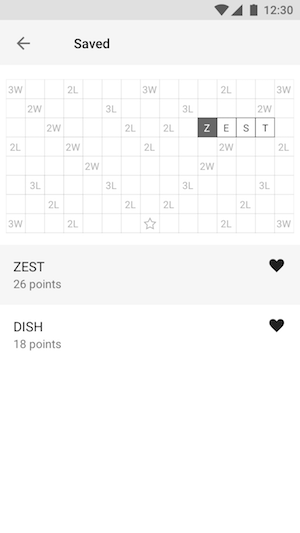 12:30
Saved
3W 2L 3W 2L 3W
2W 3L 3L 2W
2W 2L 2L Z E S T
2L 2W 2L 2W 2L
2W 2W
3L 3L 3L 3L
2L 2L 2L 2L
3W 2L 2L 3W
ZEST
26 points
DISH
18 points